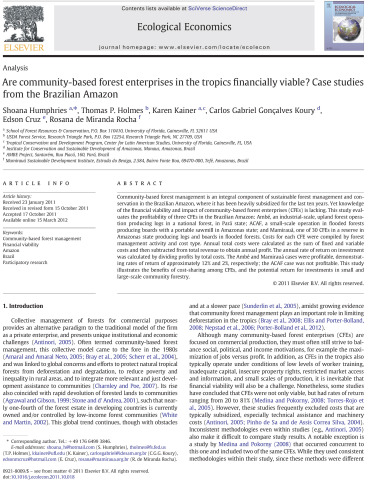 Contents lists available at SciVerse ScienceDirect
Ecological Economics
journal homepage: www.elsevier.com/locate/ecolecon
ELSEVIER
ECOLOGICAL ECONOMICS
Analysis
Are community-based forest enterprises in the tropics financially viable? Case studies
from the Brazilian Amazon
Shoana Humphries a,*, Thomas P. Holmes b, Karen Kainer a,c, Carlos Gabriel Gonçalves Koury d,
Edson Cruz e, Rosana de Miranda Rocha f
a School of Forest Resources & Conservation, P.O. Box 110410, University of Florida, Gainesville, FL 32611 USA
b USDA Forest Service, Research Triangle Park, P.O. Box 12254, Research Triangle Park, NC 27709, USA
c Tropical Conservation and Development Program, Center for Latin American Studies, University of Florida, Gainesville, FL, USA
d Institute for Conservation and Sustainable Development of Amazonas, Manaus, Amazonas, Brazil
e AMBÉ Project, Santarém, Pará, Brazil
f Mamirauá Sustainable Development Institute, Estrada do Bexiga, 2.584, Bairro Fonte Boa, 69470-000, Tefé, Amazonas, Brazil
ARTICLE INFO
ABSTRACT
Article history:
Received 23 January 2011
Received in revised form 15 October 2011
Accepted 17 October 2011
Available online 15 March 2012
Keywords:
Community-based forest management
Financial viability
Amazon
Brazil
Participatory research
Community-based forest management is an integral component of sustainable forest management and conservation
in the Brazilian Amazon, where it has been heavily subsidized for the last ten years. Yet knowledge
of the financial viability and impact of community-based forest enterprises (CFEs) is lacking. This study evaluates
the profitability of three CFEs in the Brazilian Amazon: Ambé, an industrial-scale, upland forest operation
producing logs in a national forest, in Pará state; ACAF, a small-scale operation in flooded forests
producing boards with a portable sawmill in Amazonas state; and Mamirauá, one of 30 CFEs in a reserve in
Amazonas state producing logs and boards in flooded forests. Costs for each CFE were compiled by forest
management activity and cost type. Annual total costs were calculated as the sum of fixed and variable
costs and then subtracted from total revenue to obtain annual profit. The annual rate of return on investment
was calculated by dividing profits by total costs. The Ambé and Mamirauá cases were profitable, demonstrating
rates of return of approximately 12% and 2%, respectively; the ACAF case was not profitable. This study
illustrates the benefits of cost-sharing among CFEs, and the potential return for investments in small and
large-scale community forestry.
© 2011 Elsevier B.V. All rights reserved.
1. Introduction
Collective management of forests for commercial purposes
provides an alternative paradigm to the traditional model of the firm
as a private enterprise, and presents unique institutional and economic
challenges (Antinori, 2005). Often termed community-based forest
management, this collective model came to the fore in the 1980s
(Amaral and Amaral Neto, 2005; Bray et al., 2005; Scherr et al., 2004),
and was linked to global concerns and efforts to protect natural tropical
forests from deforestation and degradation, to reduce poverty and
inequality in rural areas, and to integrate more relevant and just development
assistance to communities (Charnley and Poe, 2007). Its rise
also coincided with rapid devolution of forested lands to communities
(Agrawal and Gibson, 1999; Stone and D'Andrea, 2001), such that nearly
one-fourth of the forest estate in developing countries is currently
owned and/or controlled by low-income forest communities (White
and Martin, 2002). This global trend continues, though with obstacles
* Corresponding author. Tel.: +
E-mail addresses: shoana_h@hotmail.com (S. Humphries), tholmes@fs.fed.us
(T.P. Holmes), kkainer@ufl.edu (K. Kainer), carlosgabriel@idesam.org.br (C.G.G. Koury),
(E. Cruz), rosana@mamiraua.org.br (R. de Miranda Rocha).
0921-8009/$ – see front matter © 2011 Elsevier B.V. All rights reserved.
doi:10.1016/j.ecolecon.2011.10.018
and at a slower pace (Sunderlin et al., 2005), amidst growing evidence
that community forest management plays an important role in limiting
deforestation in the tropics (Bray et al., 2008; Ellis and Porter-Bolland,
2008; Nepstad et al., 2006; Porter-Bolland et al., 2012).
Although many community-based forest enterprises (CFEs) are
focused on commercial production, they must often still strive to balance
social, political, and income motivations, for example the maximization
of jobs versus profit. In addition, as CFEs in the tropics also
typically operate under conditions of low levels of worker training,
inadequate capital, insecure property rights, restricted market access
and information, and small scales of production, it is inevitable that
financial viability will be a challenge. Nonetheless, some studies
have concluded that CFEs were not only viable, but had rates of return
ranging from 20 to 81% (Medina and Pokorny, 2008; Torres-Rojo et
al., 2005). However, these studies frequently excluded costs that are
typically subsidized, especially technical assistance and machinery
costs (Antinori, 2005; Pinho de Sa and de Assis Correa Silva, 2004).
Inconsistent methodologies even within studies (e.g., Antinori, 2005)
also make it difficult to compare study results. A notable exception is
a study by Medina and Pokorny (2008) that occurred concurrent to
this one and included two of the same CFEs. While they used consistent
methodologies within their study, since these methods were different